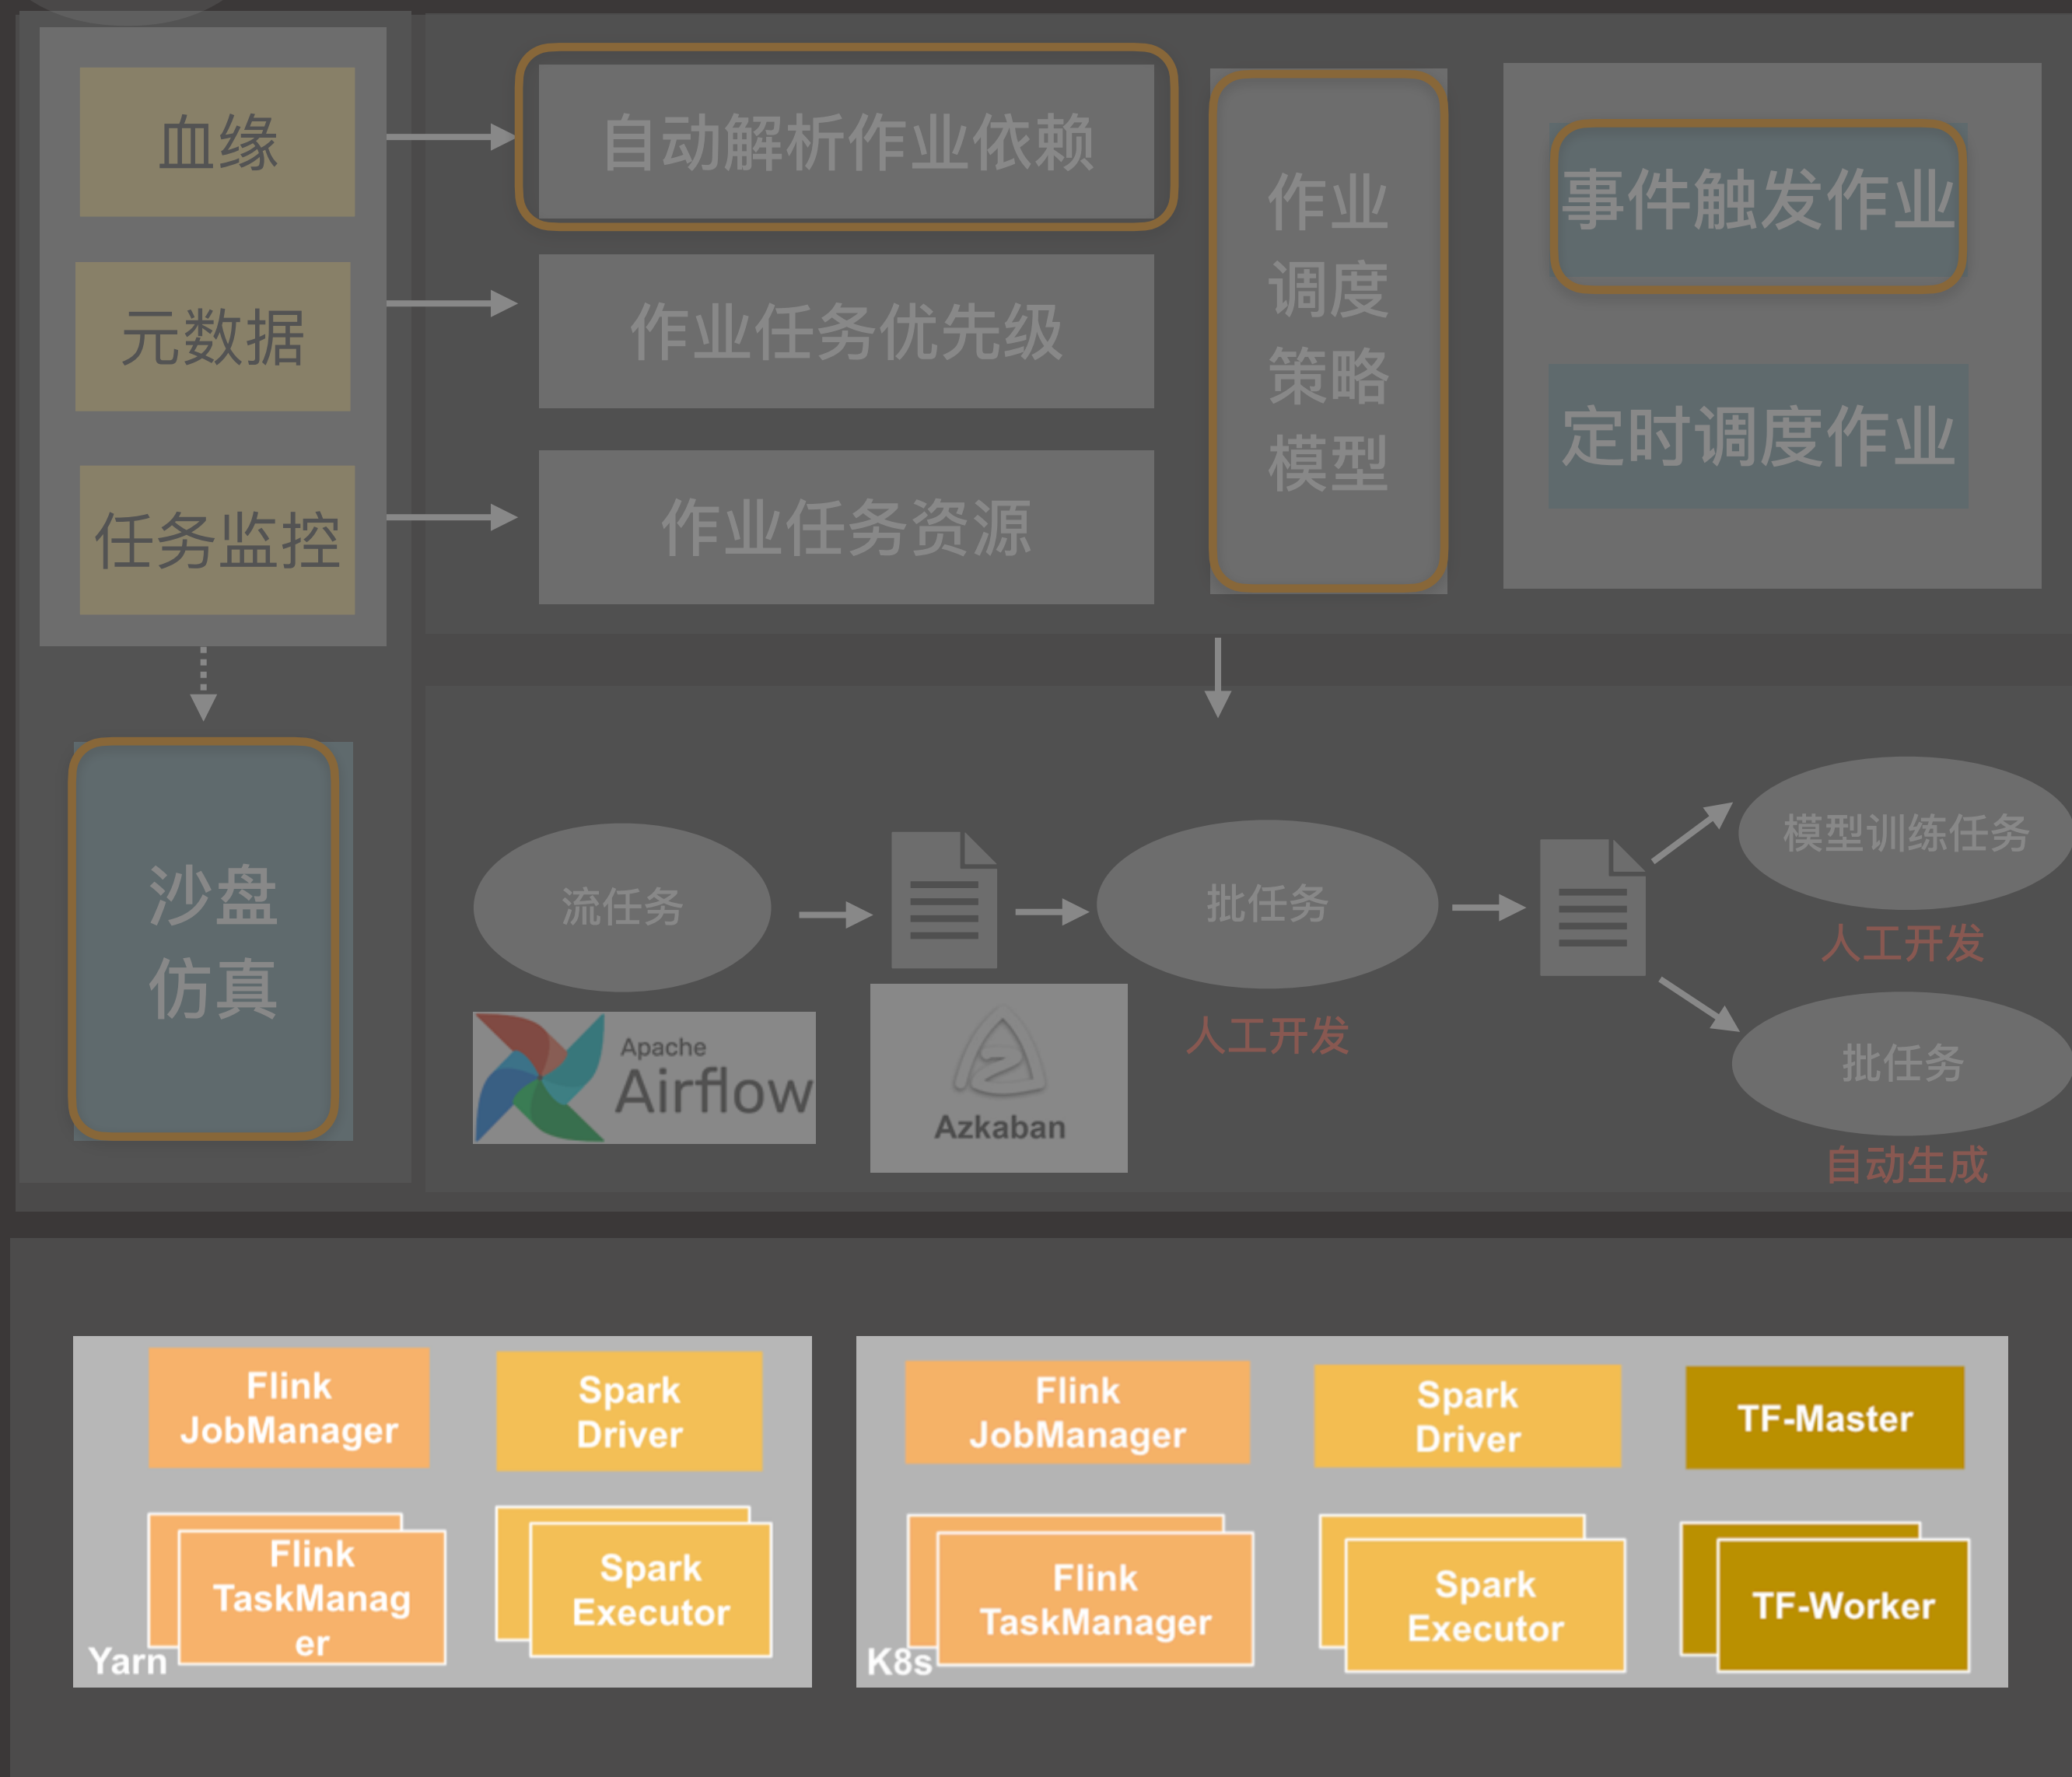 血缘
元数据
任务监控
沙盘
仿真
自动解析作业依赖
作业任务优先级
作业任务资源
作业
调度
策略
模型
事件触发作业
定时调度作业
流任务
批任务
人工开发
模型训练任务
人工开发
批任务
自动生成
Apache
Airflow
Azkaban
Flink
JobManager
Spark
Driver
Flink
TaskManag
er
Spark
Executor
Yarn
Flink
JobManager
Spark
Driver
TF-Master
Flink
TaskManager
Spark
Executor
TF-Worker
K8s